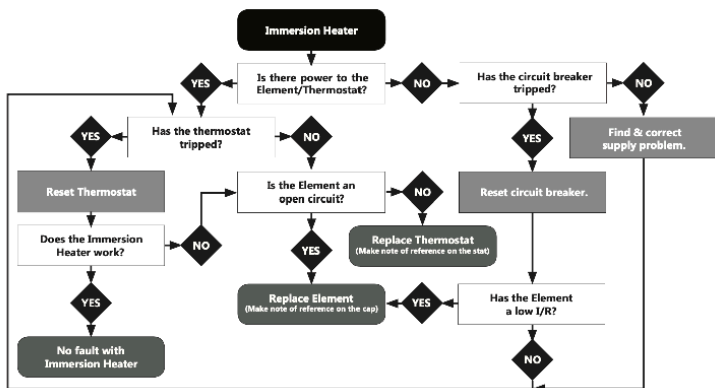 Immersion Heater
YES
Is there power to the
Element/Thermostat?
NO
Has the circuit breaker
tripped?
NO
YES
Has the thermostat
tripped?
NO
YES
Find & correct
supply problem.
Reset Thermostat
Is the Element an
open circuit?
NO
Reset circuit breaker.
Does the Immersion
Heater work?
NO
YES
Replace Thermostat
(Make note of reference on the stat)
YES
Replace Element
(Make note of reference on the cap)
YES
Has the Element
a low I/R?
No fault with
Immersion Heater
NO